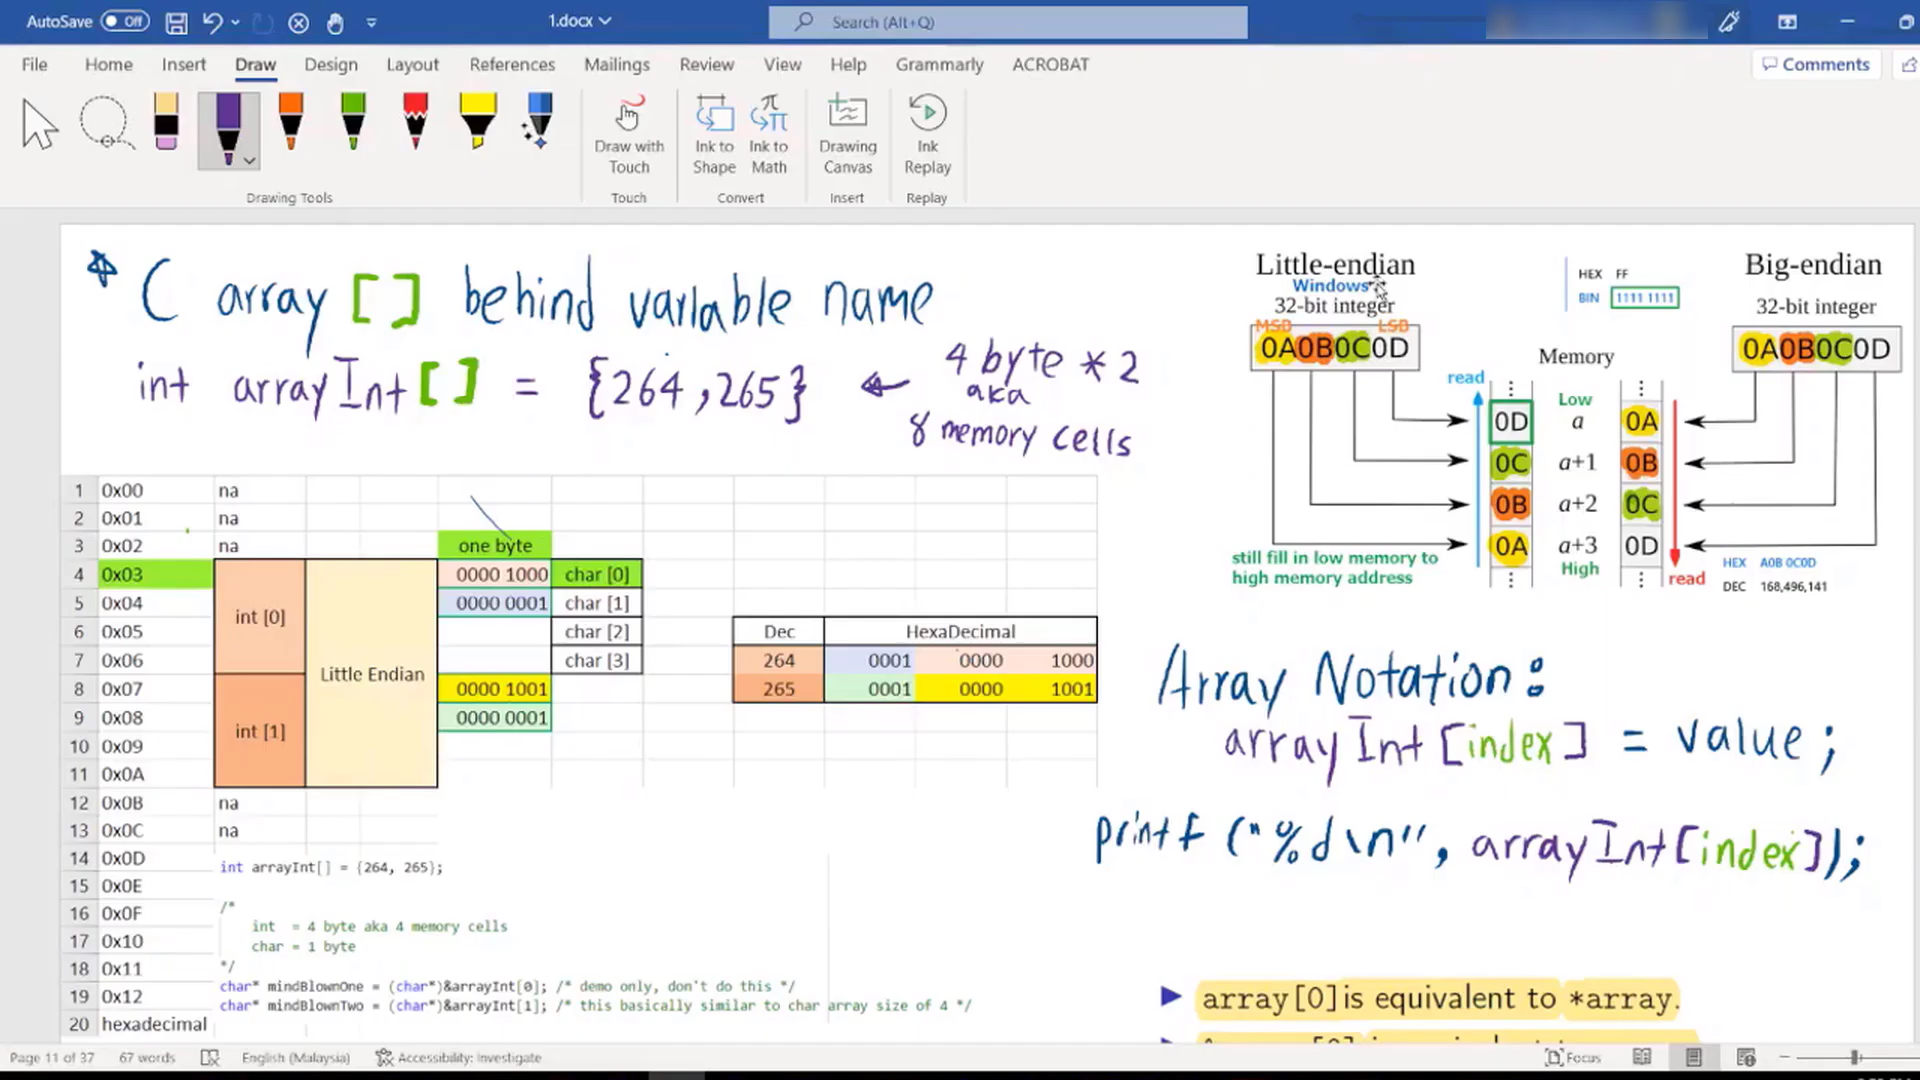 AutoSave Off 1.docx Search (Alt+Q)
File Home Insert Draw Design Layout References Mailings Review View Help Grammarly ACROBAT Comments
Draw with Touch
Ink to Shape
Ink to Math
Drawing Canvas
Ink Replay
Drawing Tools Touch Convert Insert Replay
C array [] behind variable name
int arrayInt[] = {264,265} ← 4 byte * 2
aka
8 memory cells
1 0x00 na
2 0x01 na
3 0x02 na one byte
4 0x03 0000 1000 char [0]
5 0x04 0000 0001 char [1]
int [0]
6 0x05 char [2]
7 0x06 char [3]
Little Endian
8 0x07 0000 1001
9 0x08 0000 0001
int [1]
10 0x09
11 0x0A
12 0x0B na
13 0x0C na
14 0x0D
15 0x0E
16 0x0F
17 0x10
18 0x11
19 0x12
20 hexadecimal
Dec HexaDecimal
264 0001 0000 1000
265 0001 0000 1001
int arrayInt[] = {264, 265};
/*
int = 4 byte aka 4 memory cells
char = 1 byte
*/
char* mindBlownOne = (char*)&arrayInt[0]; /* demo only, don't do this */
char* mindBlownTwo = (char*)&arrayInt[1]; /* this basically similar to char array size of 4 */
Little-endian
Windows
32-bit integer
MSB LSB
0A0B0C0D
HEX FF
BIN 1111 1111
Big-endian
32-bit integer
0A0B0C0D
Memory
read
Low
0D a 0A
0C a+1 0B
0B a+2 0C
0A a+3 0D
High
read
still fill in low memory to
high memory address
HEX A0B 0C0D
DEC 168,496,141
Array Notation:
arrayInt[index] = value;
printf ("%d\n", arrayInt[index]);
array[0]is equivalent to *array.
Page 11 of 37 67 words English (Malaysia) Accessibility: Investigate Focus